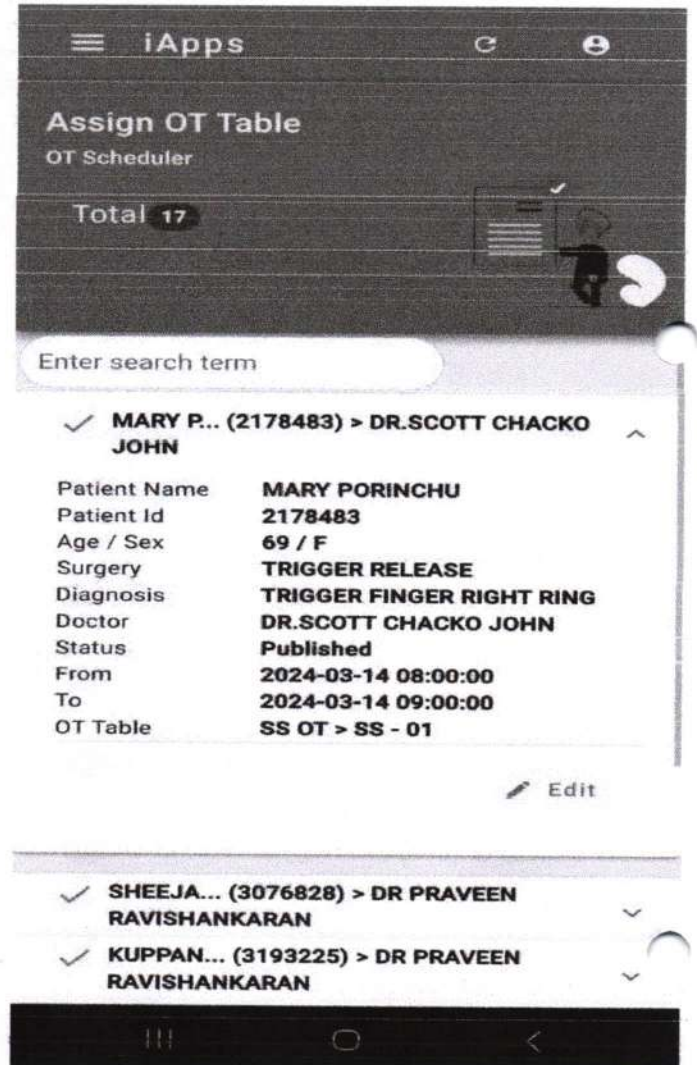 iApps
Assign OT Table
OT Scheduler
Total 17
Enter search term
MARY P... (2178483) > DR.SCOTT CHACKO
JOHN
Patient Name MARY PORINCHU
Patient Id 2178483
Age / Sex 69 / F
Surgery TRIGGER RELEASE
Diagnosis TRIGGER FINGER RIGHT RING
Doctor DR.SCOTT CHACKO JOHN
Status Published
From 2024-03-14 08:00:00
To 2024-03-14 09:00:00
OT Table SS OT > SS - 01
Edit
SHEEJA... (3076828) > DR PRAVEEN
RAVISHANKARAN
KUPPAN... (3193225) > DR PRAVEEN
RAVISHANKARAN